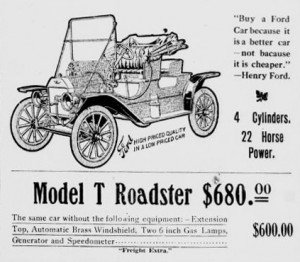 "Buy a Ford
Car because it
is a better car
–not bacause
it is cheaper."
—Henry Ford.
4 Cylinders.
22 Horse
Power.
HIGH PRICED QUALITY
IN A LOW PRICED CAR
Model T Roadster $680.00
The same car without the following equipment:–Extension
Top, Automatic Brass Windshield, Two 6 inch Gas Lamps,
Generator and Speedometer
$600.00
"Freight Extra."